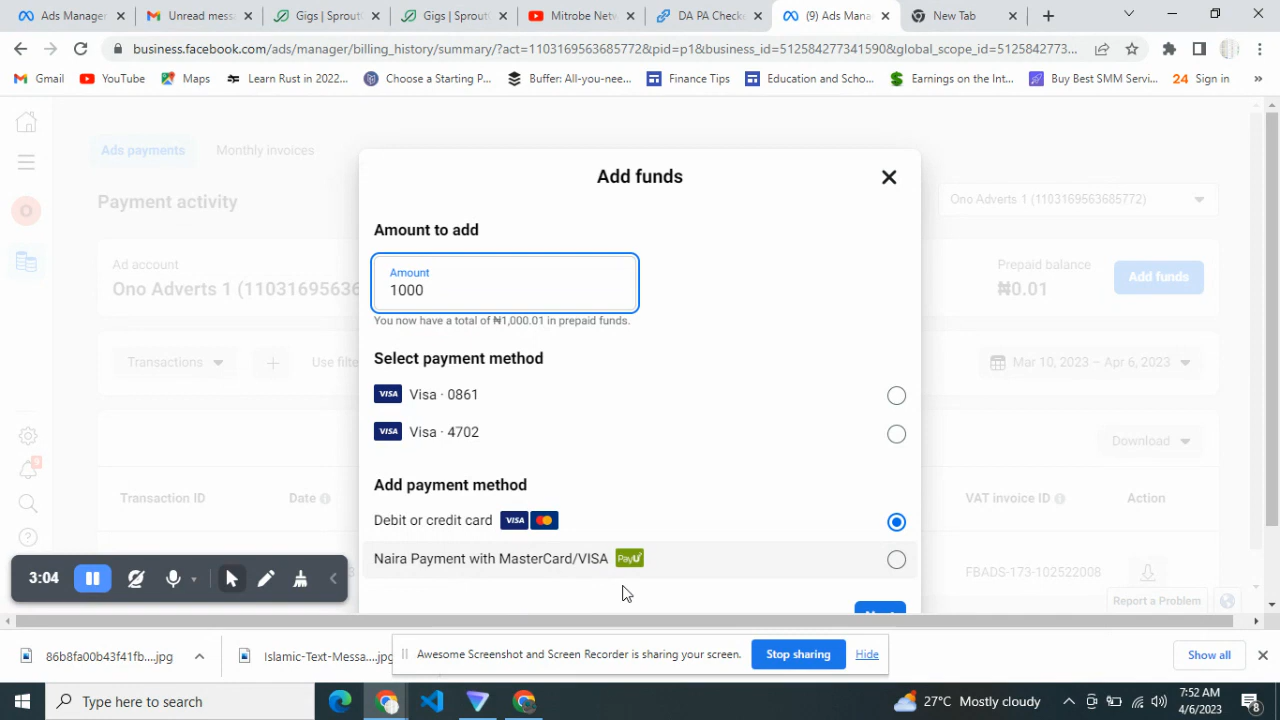 Ads Manager
Unread mess
Gigs | Sprout
Gigs | Sprout
Mitrobe Net
DA PA Checke
(9) Ads Mana
New Tab
business.facebook.com/ads/manager/billing_history/summary/?act=1103169563685772&pid=p1&business_id=512584277341590&global_scope_id=5125842773...
Gmail
YouTube
Maps
Learn Rust in 2022...
Choose a Starting P...
Buffer: All-you-nee...
Finance Tips
Education and Scho...
Earnings on the Int...
Buy Best SMM Servi...
24 Sign in
»
Ads payments
Monthly invoices
Add funds
Payment activity
O
Ono Adverts 1 (1103169563685772)
Amount to add
Ad account
Ono Adverts 1 (11031695636
Amount
1000
Prepaid balance
₦0.01
Add funds
You now have a total of ₦1,000.01 in prepaid funds.
Transactions
Use filte
Mar 10, 2023 – Apr 6, 2023
Select payment method
VISA Visa · 0861
VISA Visa · 4702
Download
Add payment method
Transaction ID
Date
VAT invoice ID
Action
Debit or credit card VISA
Naira Payment with MasterCard/VISA PayU
FBADS-173-102522008
3:04
Report a Problem
86b8fa00b43f41fb....jpg
Islamic-Text-Messa....jpg
Awesome Screenshot and Screen Recorder is sharing your screen.
Stop sharing
Hide
Show all
Type here to search
27°C Mostly cloudy
7:52 AM
4/6/2023
8